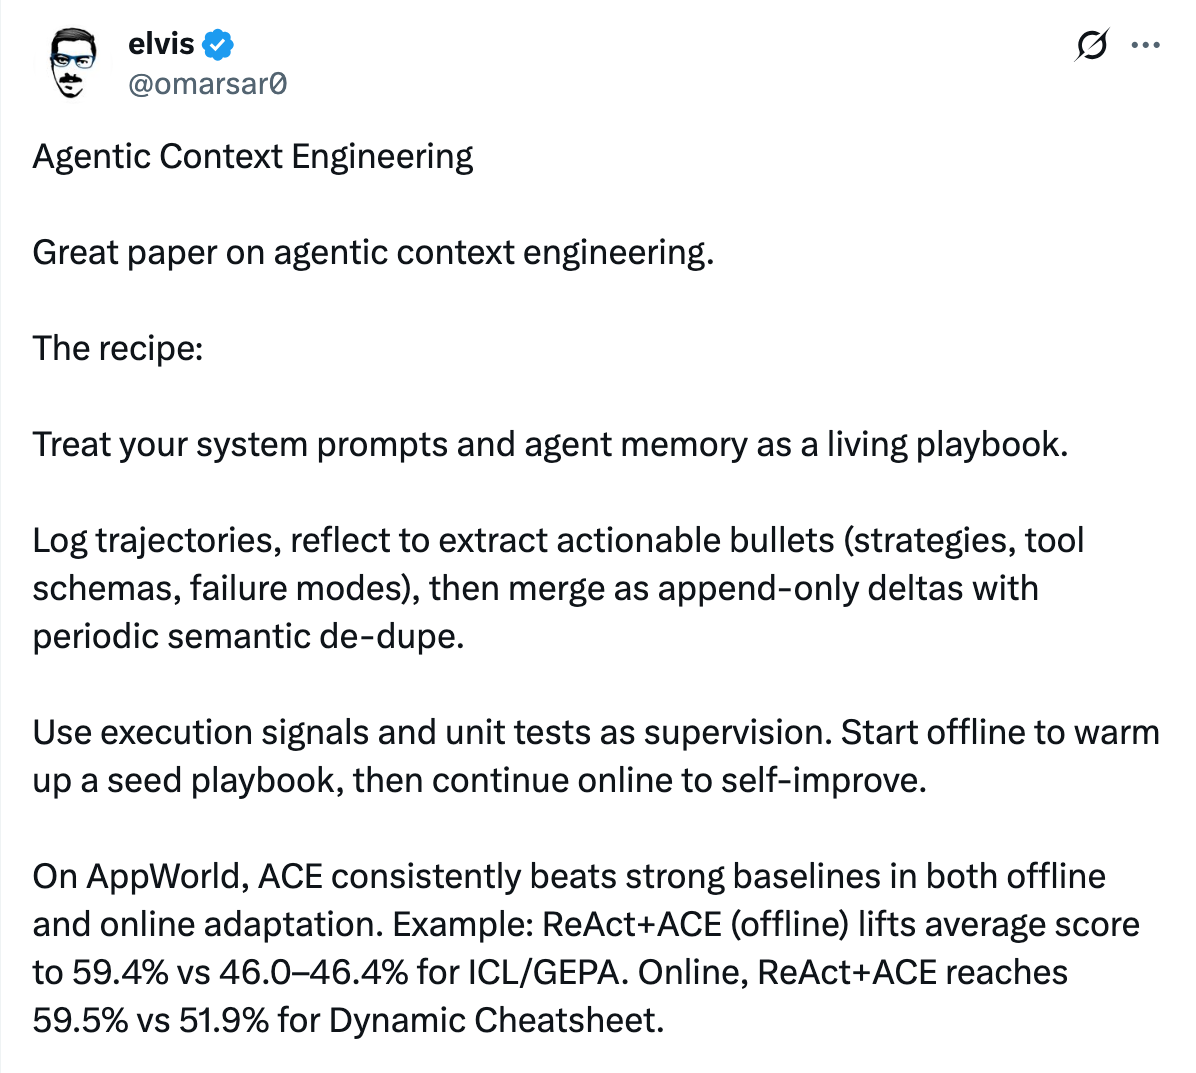 elvis
@omarsar0
Agentic Context Engineering
Great paper on agentic context engineering.
The recipe:
Treat your system prompts and agent memory as a living playbook.
Log trajectories, reflect to extract actionable bullets (strategies, tool
schemas, failure modes), then merge as append-only deltas with
periodic semantic de-dupe.
Use execution signals and unit tests as supervision. Start offline to warm
up a seed playbook, then continue online to self-improve.
On AppWorld, ACE consistently beats strong baselines in both offline
and online adaptation. Example: ReAct+ACE (offline) lifts average score
to 59.4% vs 46.0–46.4% for ICL/GEPA. Online, ReAct+ACE reaches
59.5% vs 51.9% for Dynamic Cheatsheet.